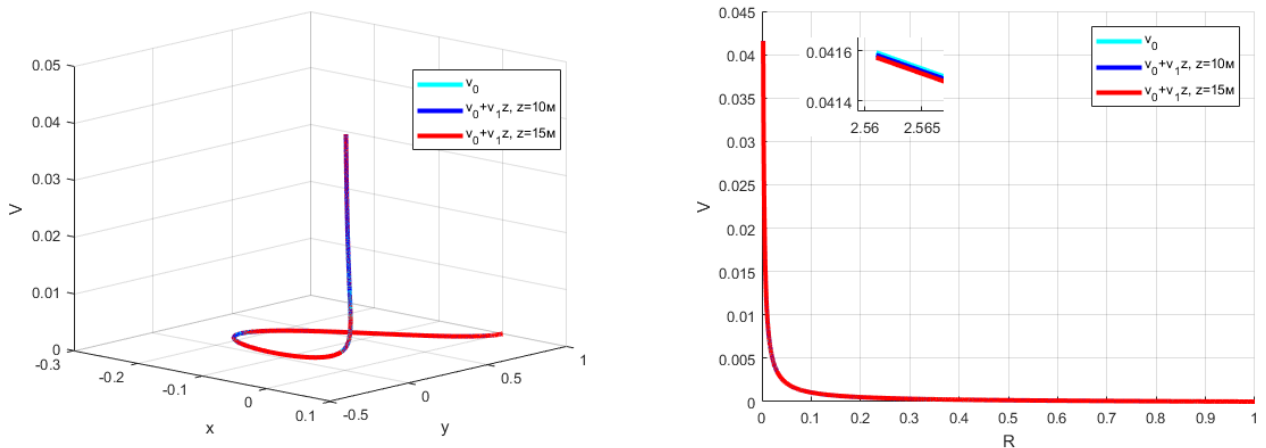 0.05
0.04
0.03
0.02
0.01
0
V
-0.3
-0.2
-0.1
0
0.1
x
-0.5
0
0.5
1
y
v₀
v₀+v₁z, z=10м
v₀+v₁z, z=15м
0.045
0.04
0.035
0.03
0.025
0.02
0.015
0.01
0.005
0
V
0 0.1 0.2 0.3 0.4 0.5 0.6 0.7 0.8 0.9 1
R
0.0416
0.0414
2.56 2.565
v₀
v₀+v₁z, z=10м
v₀+v₁z, z=15м